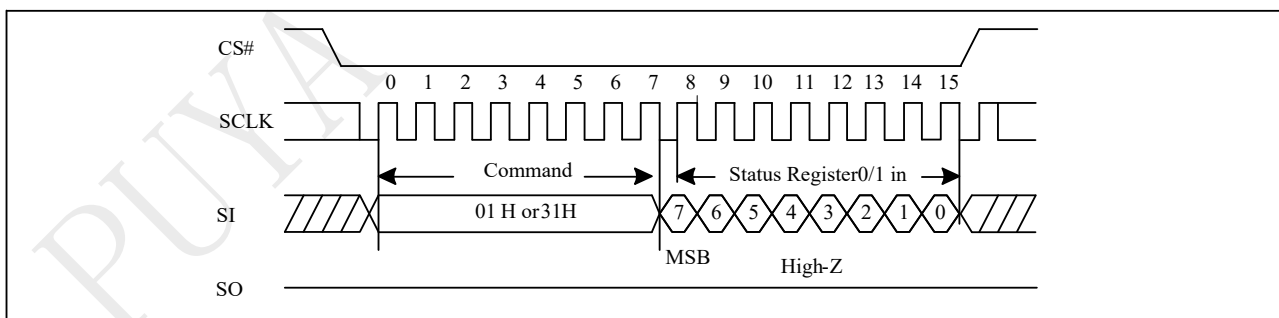 CS#
0 1 2 3 4 5 6 7 8 9 10 11 12 13 14 15
SCLK
Command
Status Register0/1 in
SI
01 H or31H
7 6 5 4 3 2 1 0
MSB
High-Z
SO
PUYA